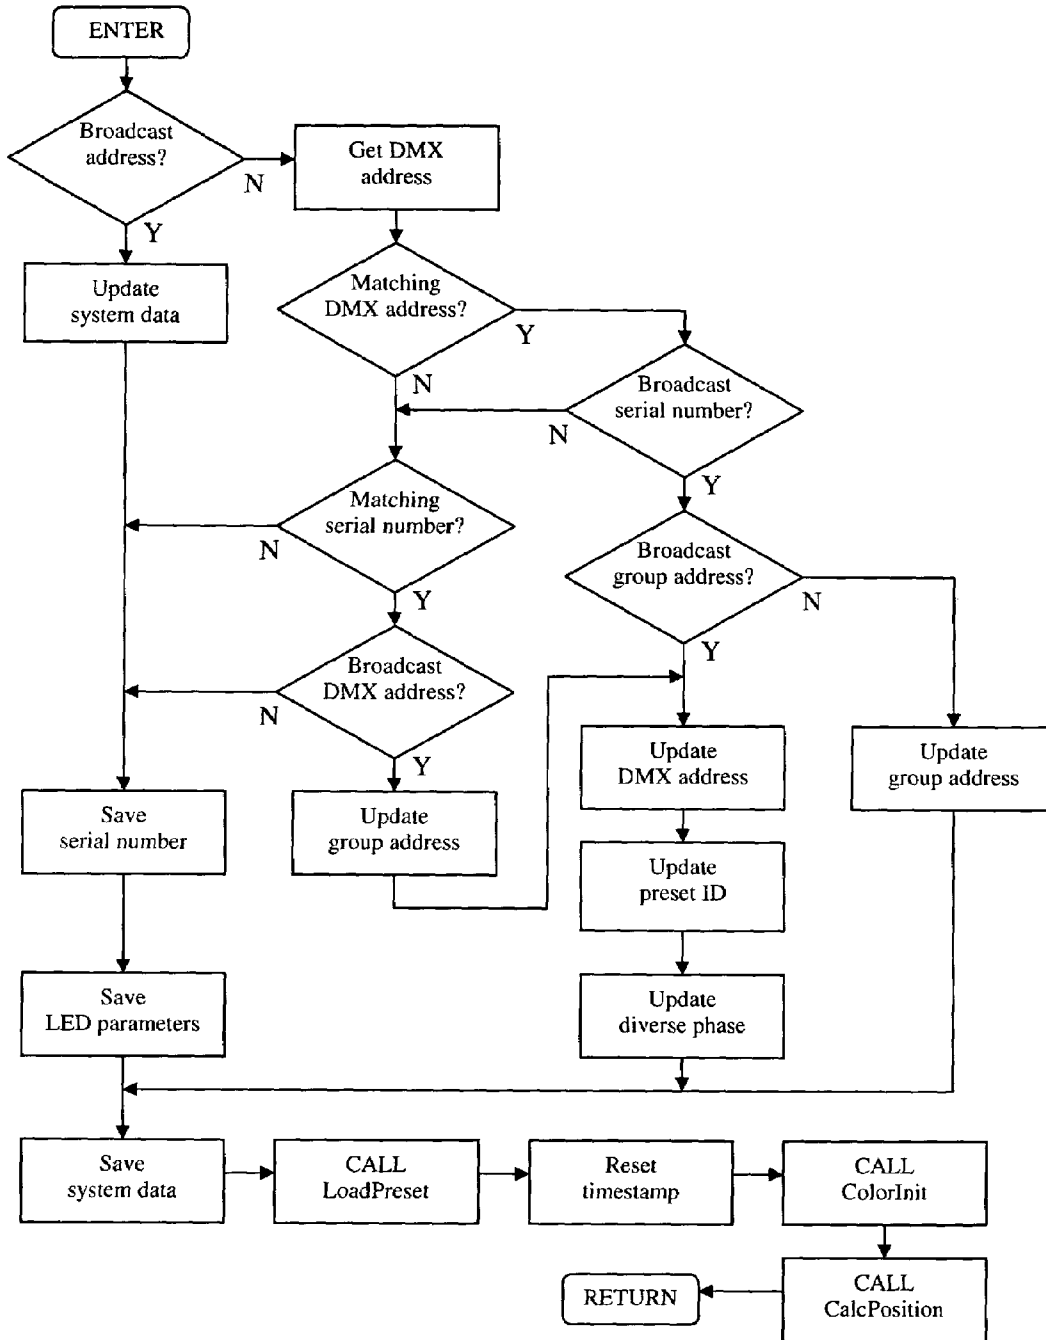 ENTER
Broadcast
address?
N
Y
Get DMX
address
Update
system data
Matching
DMX address?
Y
N
Broadcast
serial number?
N
Y
Matching
serial number?
N
Y
Broadcast
group address?
N
Y
Broadcast
DMX address?
N
Y
Update
DMX address
Update
group address
Save
serial number
Update
group address
Update
preset ID
Save
LED parameters
Update
diverse phase
Save
system data
CALL
LoadPreset
Reset
timestamp
CALL
ColorInit
CALL
CalcPosition
RETURN